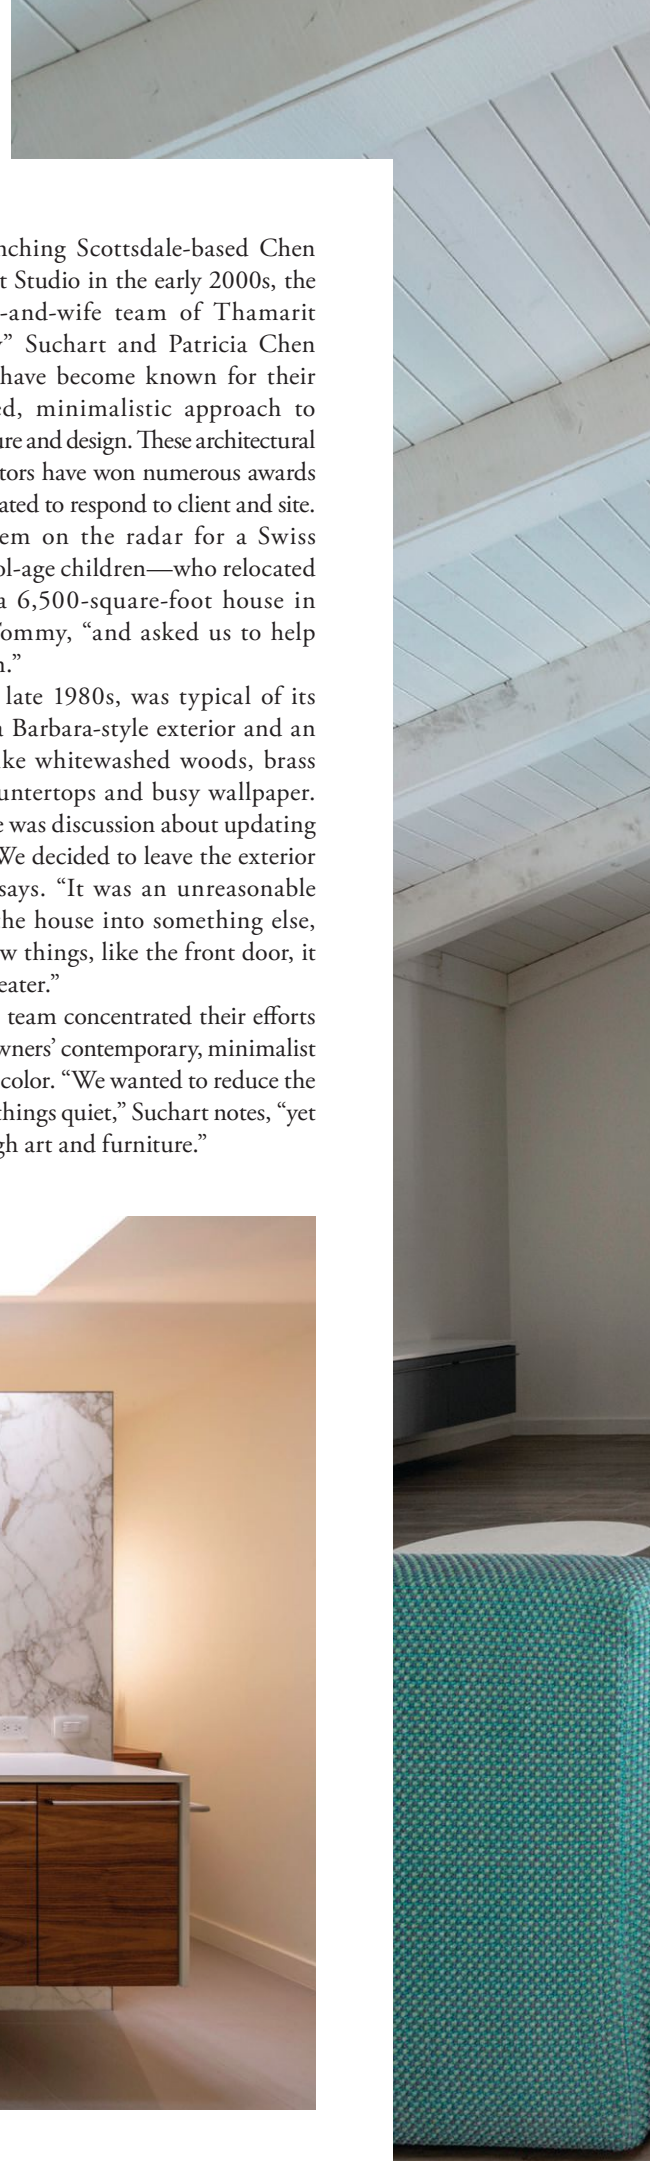 nching Scottsdale-based Chen
t Studio in the early 2000s, the
-and-wife team of Thamarit
y” Suchart and Patricia Chen
have become known for their
ed, minimalistic approach to
ure and design. These architectural
tors have won numerous awards
ated to respond to client and site.
em on the radar for a Swiss
ol-age children—who relocated
a 6,500-square-foot house in
Tommy, “and asked us to help
n.”
late 1980s, was typical of its
a Barbara-style exterior and an
ike whitewashed woods, brass
untertops and busy wallpaper.
e was discussion about updating
We decided to leave the exterior
says. “It was an unreasonable
the house into something else,
w things, like the front door, it
eater.”
team concentrated their efforts
wners’ contemporary, minimalist
color. “We wanted to reduce the
things quiet,” Suchart notes, “yet
gh art and furniture.”